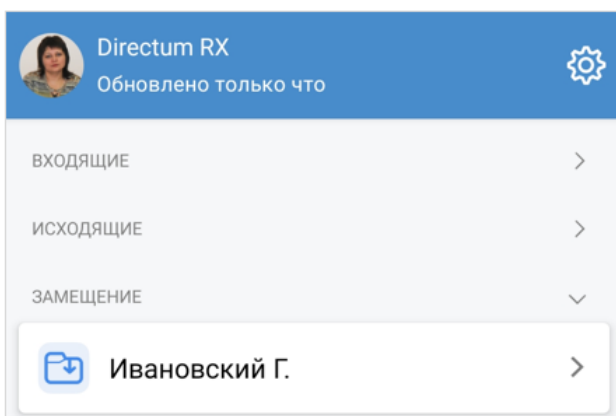 Directum RX
Обновлено только что
ВХОДЯЩИЕ
ИСХОДЯЩИЕ
ЗАМЕЩЕНИЕ
Ивановский Г.